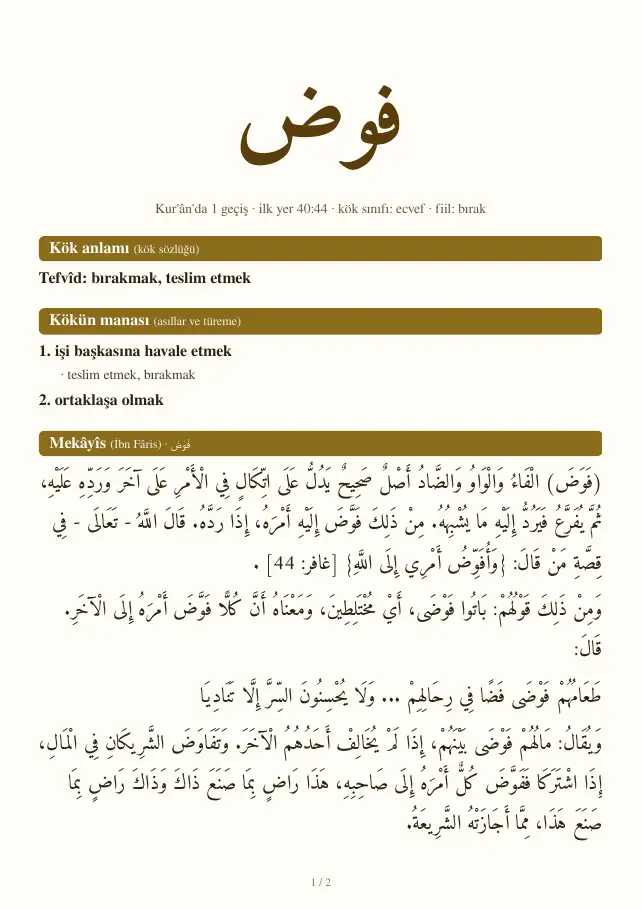 فوض
Kur'ân'da 1 geçiş · ilk yer 40:44 · kök sınıfı: ecvef · fiil: bırak
Kök anlamı (kök sözlüğü)
Tefvîd: bırakmak, teslim etmek
Kökün manası (asıllar ve türeme)
1. işi başkasına havale etmek
· teslim etmek, bırakmak
2. ortaklaşa olmak
Mekâyîs (İbn Fâris) · فَوَضَ
(فَوَضَ) الْفَاءُ وَالْوَاوُ وَالضَّادُ أَصْلٌ صَحِيحٌ يَدُلُّ عَلَى اتِّكَالٍ فِي الْأَمْرِ عَلَى آخَرَ وَرَدِّهِ عَلَيْهِ،
ثُمَّ يُفَرَّعُ فَيَرُدُّ إِلَيْهِ مَا يُشْبِهُهُ. مِنْ ذَلِكَ فَوَّضَ إِلَيْهِ أَمْرَهُ، إِذَا رَدَّهُ. قَالَ اللَّهُ - تَعَالَى - فِي
قِصَّةِ مَنْ قَالَ: {وَأُفَوِّضُ أَمْرِي إِلَى اللَّهِ} [غافر: 44] .
وَمِنْ ذَلِكَ قَوْلُهُمْ: بَاتُوا فَوْضَى، أَيْ مُخْتَلِطِينَ، وَمَعْنَاهُ أَنَّ كُلًّا فَوَّضَ أَمْرَهُ إِلَى الْآخَرِ.
قَالَ:
طَعَامُهُمْ فَوْضَى فَضًا فِي رِحَالِهِمْ ... وَلَا يُحْسِنُونَ السِّرَّ إِلَّا تَنَادِيَا
وَيُقَالُ: مَالُهُمْ فَوْضَى بَيْنَهُمْ، إِذَا لَمْ يُخَالِفْ أَحَدُهُمُ الْآخَرَ. وَتَفَاوَضَ الشَّرِيكَانِ فِي الْمَالِ،
إِذَا اشْتَرَكَا فَفَوَّضَ كُلٌّ أَمْرَهُ إِلَى صَاحِبِهِ، هَذَا رَاضٍ بِمَا صَنَعَ ذَاكَ وَذَاكَ رَاضٍ بِمَا
صَنَعَ هَذَا، مِمَّا أَجَازَتْهُ الشَّرِيعَةُ.
1 / 2